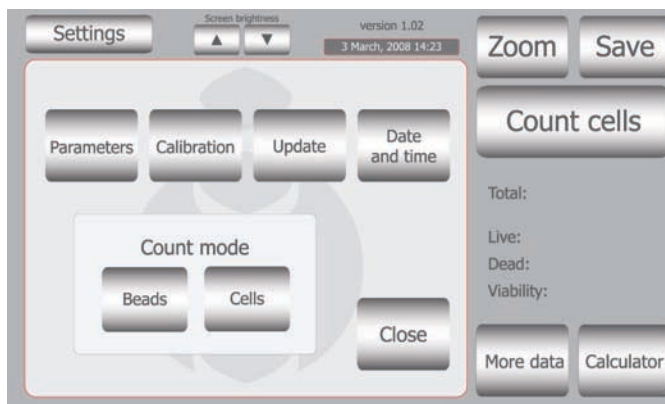 Settings
Screen brightness
version 1.02
3 March, 2008 14:23
Zoom
Save
Count cells
Parameters
Calibration
Update
Date
and time
Total:
Live:
Dead:
Viability:
Count mode
Beads
Cells
Close
More data
Calculator